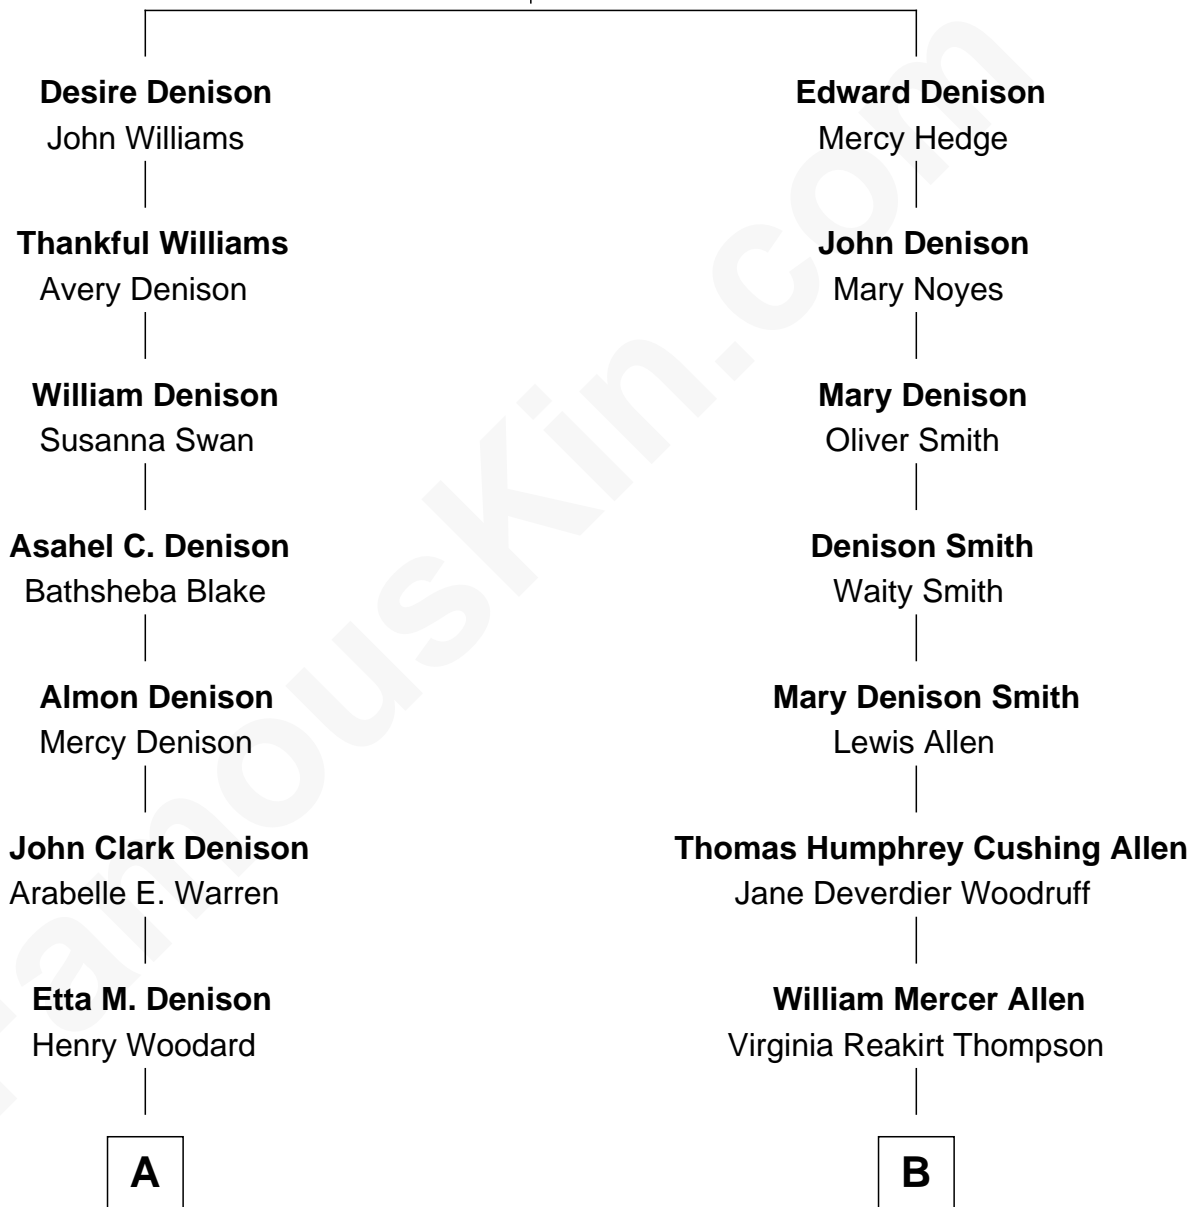 Desire Denison
John Williams
Thankful Williams
Avery Denison
William Denison
Susanna Swan
Asahel C. Denison
Bathsheba Blake
Almon Denison
Mercy Denison
John Clark Denison
Arabelle E. Warren
Etta M. Denison
Henry Woodard
A
Edward Denison
Mercy Hedge
John Denison
Mary Noyes
Mary Denison
Oliver Smith
Denison Smith
Waity Smith
Mary Denison Smith
Lewis Allen
Thomas Humphrey Cushing Allen
Jane Deverdier Woodruff
William Mercer Allen
Virginia Reakirt Thompson
B
FamousKin.com